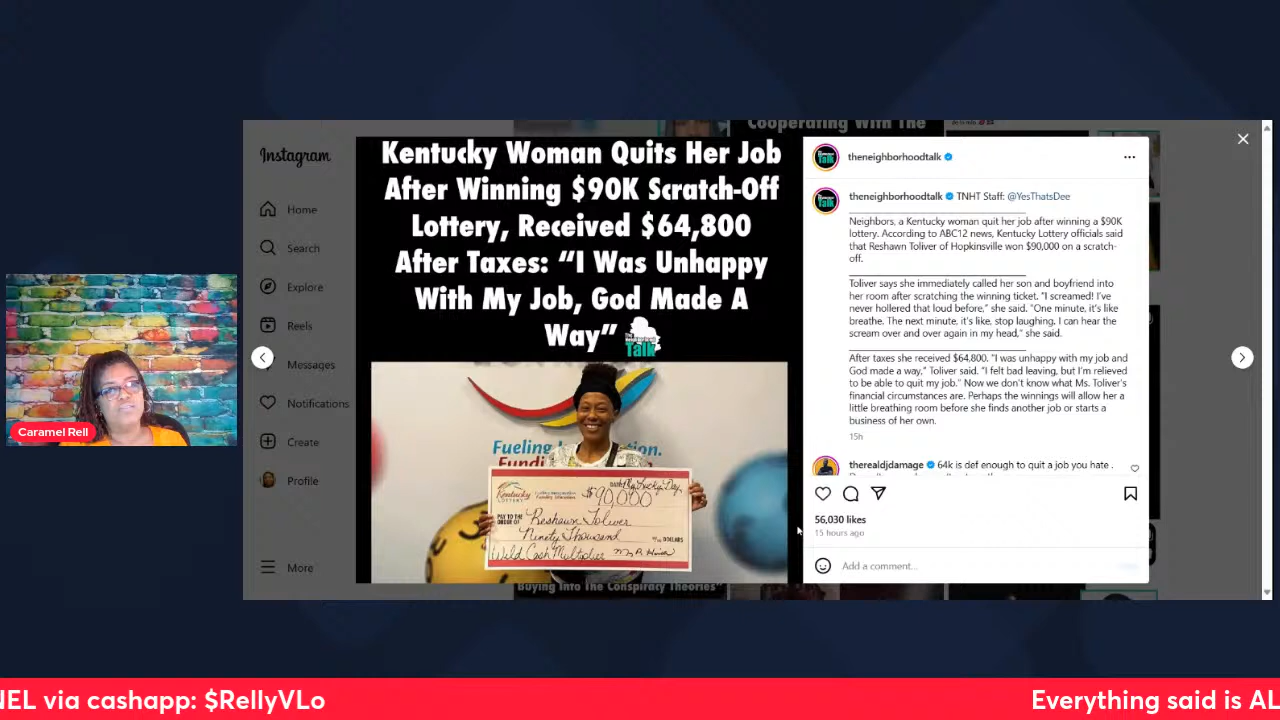 Cooperating With The
Instagram
Home
Search
Explore
Reels
Messages
Notifications
Create
Profile
More
Kentucky Woman Quits Her Job
After Winning $90K Scratch-Off
Lottery, Received $64,800
After Taxes: “I Was Unhappy
With My Job, God Made A
Way”
Talk
Fueling
Fundi
Kentucky
LOTTERY
$90,000
PAY TO THE
ORDER OF
Reshawn Toliver
Ninety Thousand
DOLLARS
Wild Cash Multiplier
Buying Into The Conspiracy Theories”
theneighborhoodtalk
theneighborhoodtalk TNHT Staff: @YesThatsDee
Neighbors, a Kentucky woman quit her job after winning a $90K
lottery. According to ABC12 news, Kentucky Lottery officials said
that Reshawn Toliver of Hopkinsville won $90,000 on a scratch-
off.
Toliver says she immediately called her son and boyfriend into
her room after scratching the winning ticket. "I screamed! I've
never hollered that loud before," she said. "One minute, it's like
breathe. The next minute, it's like, stop laughing. I can hear the
scream over and over again in my head," she said.
After taxes she received $64,800. "I was unhappy with my job and
God made a way," Toliver said. "I felt bad leaving, but I'm relieved
to be able to quit my job." Now we don't know what Ms. Toliver's
financial circumstances are. Perhaps the winnings will allow her a
little breathing room before she finds another job or starts a
business of her own.
15h
therealdjdamage 64k is def enough to quit a job you hate .
56,030 likes
15 hours ago
Add a comment...
Caramel Rell
NEL via cashapp: $RellyVLo
Everything said is AL